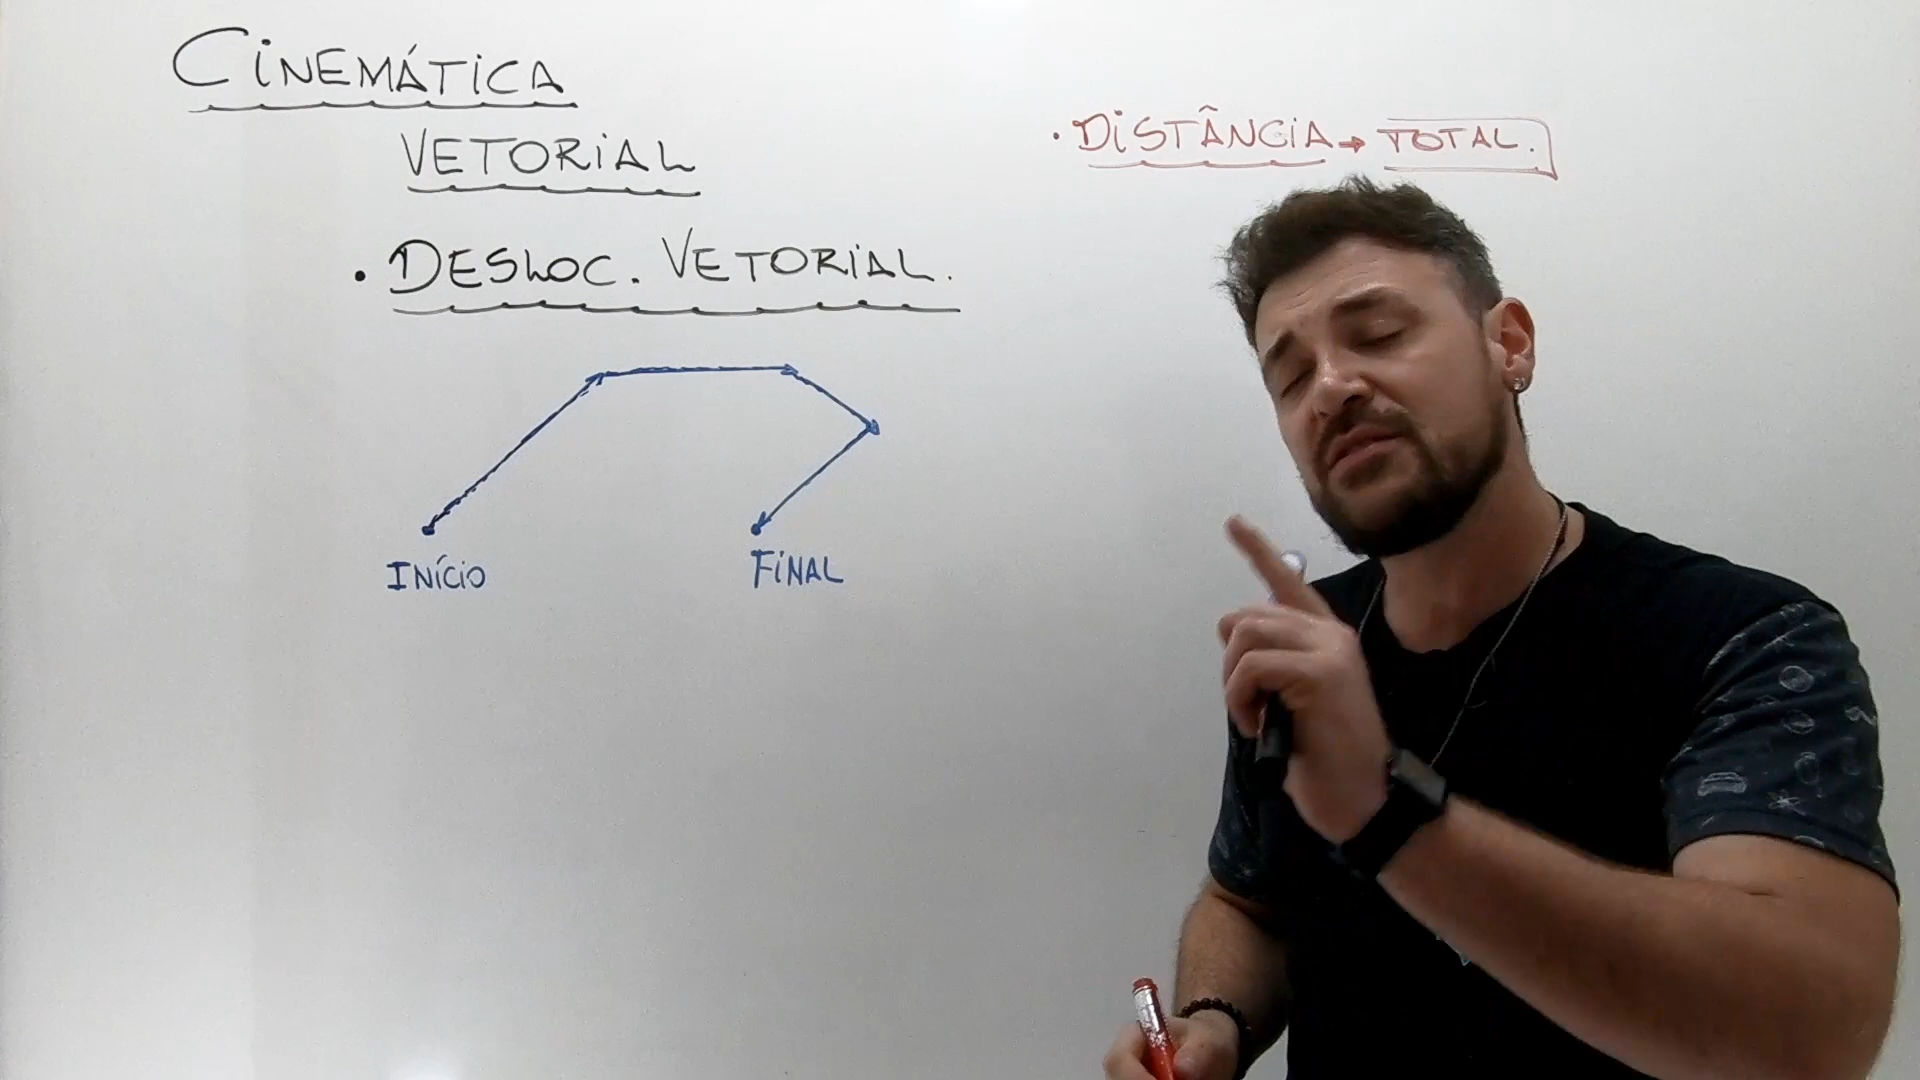 CINEMÁTICA
VETORIAL
• DESLOC. VETORIAL.
INÍCIO
FINAL
• DISTÂNCIA → TOTAL.